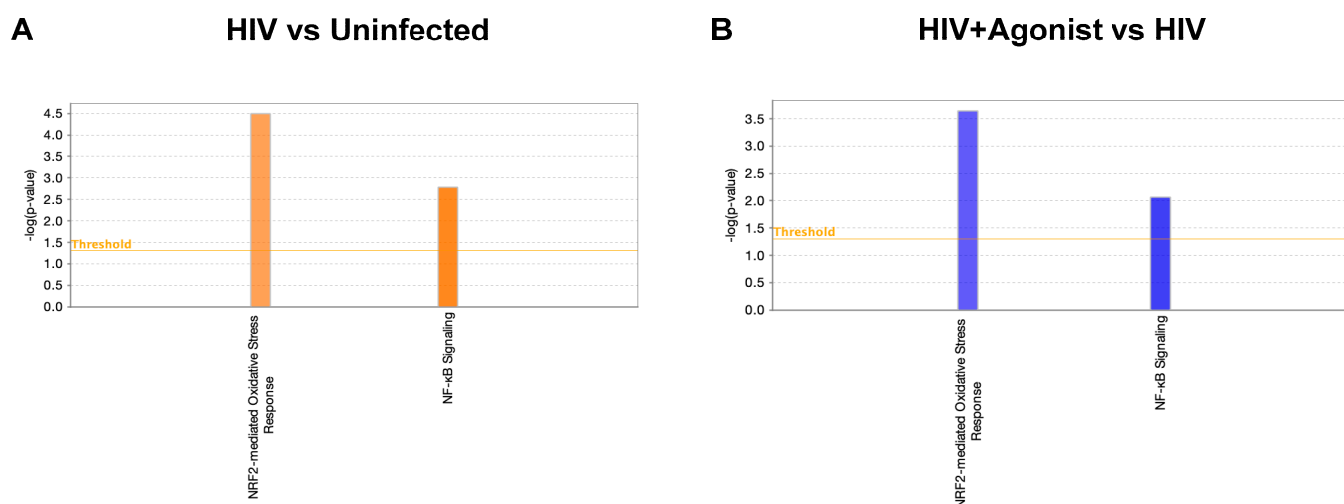 A
HIV vs Uninfected
-log(p-value)
4.5
4.0
3.5
3.0
2.5
2.0
1.5
1.0
0.5
0.0
Threshold
NRF2-mediated Oxidative Stress
Response
NF-κB Signaling
B
HIV+Agonist vs HIV
-log(p-value)
3.5
3.0
2.5
2.0
1.5
1.0
0.5
0.0
Threshold
NRF2-mediated Oxidative Stress
Response
NF-κB Signaling